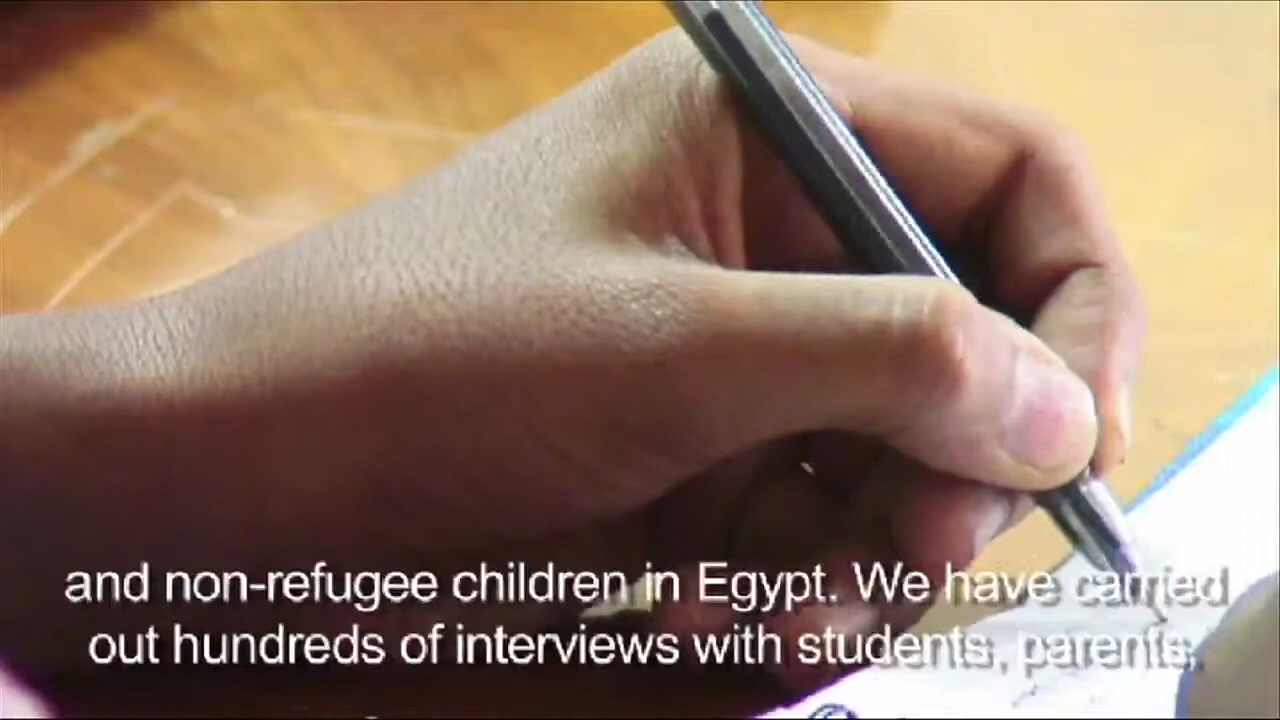 and non-refugee children in Egypt. We have carried
out hundreds of interviews with students, parents,